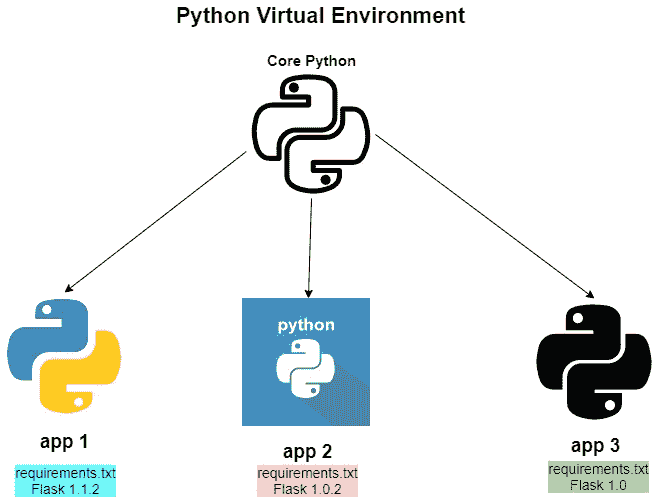 Python Virtual Environment
Core Python
python
app 1
app 2
app 3
requirements.txt
Flask 1.1.2
requirements.txt
Flask 1.0.2
requirements.txt
Flask 1.0